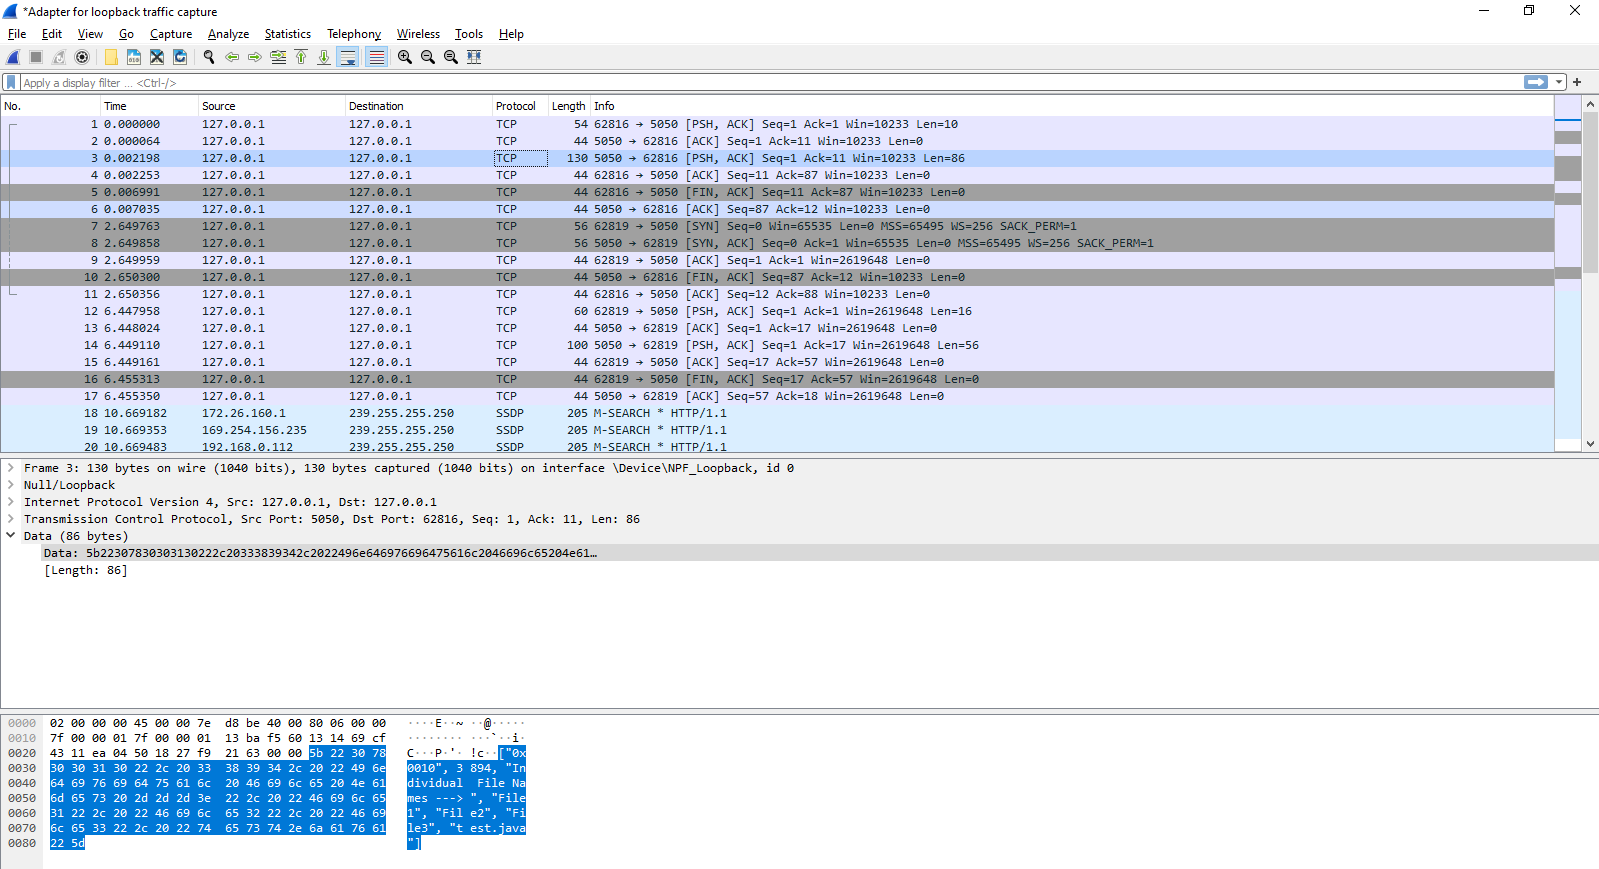 *Adapter for loopback traffic capture
File Edit View Go Capture Analyze Statistics Telephony Wireless Tools Help
Apply a display filter ... <Ctrl-/>
No. Time Source Destination Protocol Length Info
1 0.000000 127.0.0.1 127.0.0.1 TCP 54 62816 → 5050 [PSH, ACK] Seq=1 Ack=1 Win=10233 Len=10
2 0.000064 127.0.0.1 127.0.0.1 TCP 44 5050 → 62816 [ACK] Seq=1 Ack=11 Win=10233 Len=0
3 0.002198 127.0.0.1 127.0.0.1 TCP 130 5050 → 62816 [PSH, ACK] Seq=1 Ack=11 Win=10233 Len=86
4 0.002253 127.0.0.1 127.0.0.1 TCP 44 62816 → 5050 [ACK] Seq=11 Ack=87 Win=10233 Len=0
5 0.006991 127.0.0.1 127.0.0.1 TCP 44 62816 → 5050 [FIN, ACK] Seq=11 Ack=87 Win=10233 Len=0
6 0.007035 127.0.0.1 127.0.0.1 TCP 44 5050 → 62816 [ACK] Seq=87 Ack=12 Win=10233 Len=0
7 2.649763 127.0.0.1 127.0.0.1 TCP 56 62819 → 5050 [SYN] Seq=0 Win=65535 Len=0 MSS=65495 WS=256 SACK_PERM=1
8 2.649858 127.0.0.1 127.0.0.1 TCP 56 5050 → 62819 [SYN, ACK] Seq=0 Ack=1 Win=65535 Len=0 MSS=65495 WS=256 SACK_PERM=1
9 2.649959 127.0.0.1 127.0.0.1 TCP 44 62819 → 5050 [ACK] Seq=1 Ack=1 Win=2619648 Len=0
10 2.650300 127.0.0.1 127.0.0.1 TCP 44 5050 → 62816 [FIN, ACK] Seq=87 Ack=12 Win=10233 Len=0
11 2.650356 127.0.0.1 127.0.0.1 TCP 44 62816 → 5050 [ACK] Seq=12 Ack=88 Win=10233 Len=0
12 6.447958 127.0.0.1 127.0.0.1 TCP 60 62819 → 5050 [PSH, ACK] Seq=1 Ack=1 Win=2619648 Len=16
13 6.448024 127.0.0.1 127.0.0.1 TCP 44 5050 → 62819 [ACK] Seq=1 Ack=17 Win=2619648 Len=0
14 6.449110 127.0.0.1 127.0.0.1 TCP 100 5050 → 62819 [PSH, ACK] Seq=1 Ack=17 Win=2619648 Len=56
15 6.449161 127.0.0.1 127.0.0.1 TCP 44 62819 → 5050 [ACK] Seq=17 Ack=57 Win=2619648 Len=0
16 6.455313 127.0.0.1 127.0.0.1 TCP 44 62819 → 5050 [FIN, ACK] Seq=17 Ack=57 Win=2619648 Len=0
17 6.455350 127.0.0.1 127.0.0.1 TCP 44 5050 → 62819 [ACK] Seq=57 Ack=18 Win=2619648 Len=0
18 10.669182 172.26.160.1 239.255.255.250 SSDP 205 M-SEARCH * HTTP/1.1
19 10.669353 169.254.156.235 239.255.255.250 SSDP 205 M-SEARCH * HTTP/1.1
20 10.669483 192.168.0.112 239.255.255.250 SSDP 205 M-SEARCH * HTTP/1.1
Frame 3: 130 bytes on wire (1040 bits), 130 bytes captured (1040 bits) on interface \Device\NPF_Loopback, id 0
Null/Loopback
Internet Protocol Version 4, Src: 127.0.0.1, Dst: 127.0.0.1
Transmission Control Protocol, Src Port: 5050, Dst Port: 62816, Seq: 1, Ack: 11, Len: 86
Data (86 bytes)
Data: 5b22307830303130222c20333839342c2022496e646976696475616c2046696c65204e61…
[Length: 86]
0000 02 00 00 00 45 00 00 7e d8 be 40 00 80 06 00 00 ····E··~ ··@·····
0010 7f 00 00 01 7f 00 00 01 13 ba f5 60 13 14 69 cf ········ ···`··i·
0020 43 11 ea 04 50 18 27 f9 21 63 00 00 5b 22 30 78 C···P·'· !c··["0x
0030 30 30 31 30 22 2c 20 33 38 39 34 2c 20 22 49 6e 0010", 3 894, "In
0040 64 69 76 69 64 75 61 6c 20 46 69 6c 65 20 4e 61 dividual File Na
0050 6d 65 73 20 2d 2d 2d 3e 22 2c 20 22 46 69 6c 65 mes ---> ", "File
0060 31 22 2c 20 22 46 69 6c 65 32 22 2c 20 22 46 69 1", "Fil e2", "Fi
0070 6c 65 33 22 2c 20 22 74 65 73 74 2e 6a 61 76 61 le3", "t est.java
0080 22 5d "]